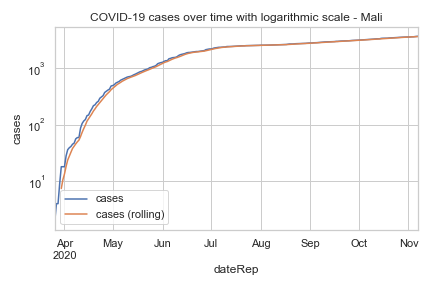 COVID-19 cases over time with logarithmic scale - Mali
cases
10³
10²
10¹
cases
cases (rolling)
Apr May Jun Jul Aug Sep Oct Nov
2020
dateRep